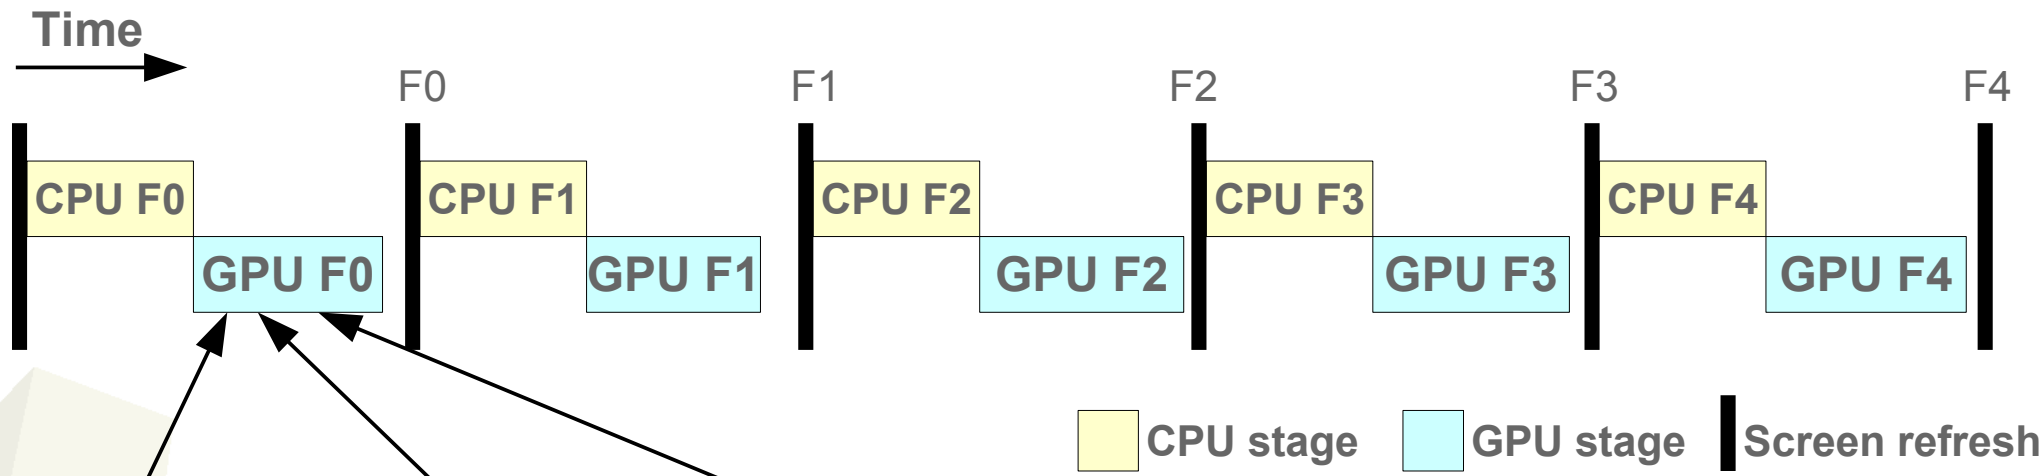 Time
F0 F1 F2 F3 F4
CPU F0 CPU F1 CPU F2 CPU F3 CPU F4
GPU F0 GPU F1 GPU F2 GPU F3 GPU F4
CPU stage GPU stage Screen refresh